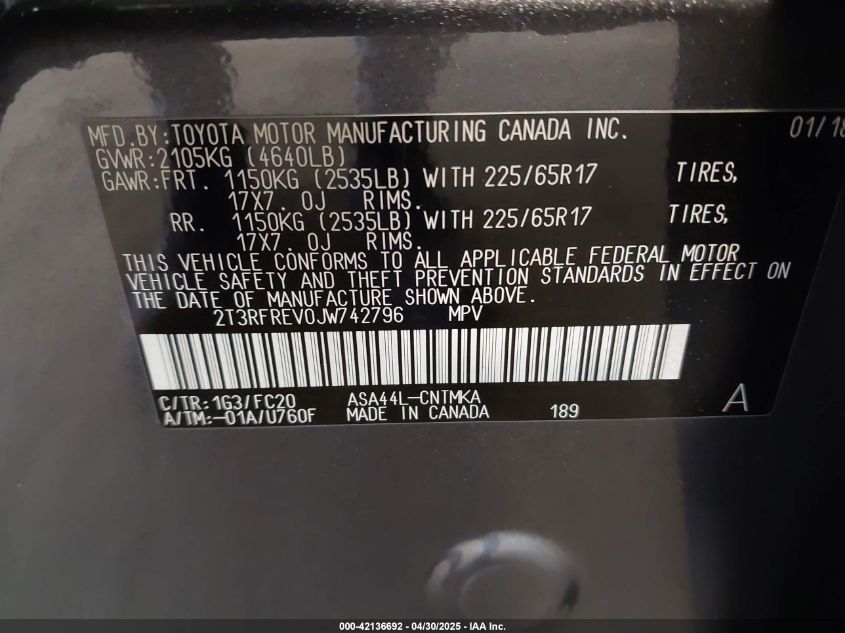 MFD.BY:TOYOTA MOTOR MANUFACTURING CANADA INC. 01/18
GVWR:2105KG (4640LB)
GAWR:FRT. 1150KG (2535LB) WITH 225/65R17 TIRES,
17X7. 0J RIMS.
RR. 1150KG (2535LB) WITH 225/65R17 TIRES,
17X7. 0J RIMS.
THIS VEHICLE CONFORMS TO ALL APPLICABLE FEDERAL MOTOR
VEHICLE SAFETY AND THEFT PREVENTION STANDARDS IN EFFECT ON
THE DATE OF MANUFACTURE SHOWN ABOVE.
2T3RFREV0JW742796 MPV
C/TR:1G3/FC20 ASA44L-CNTMKA
A/TM:-01A/U760F MADE IN CANADA 189 A
000-42136692 - 04/30/2025 - IAA Inc.